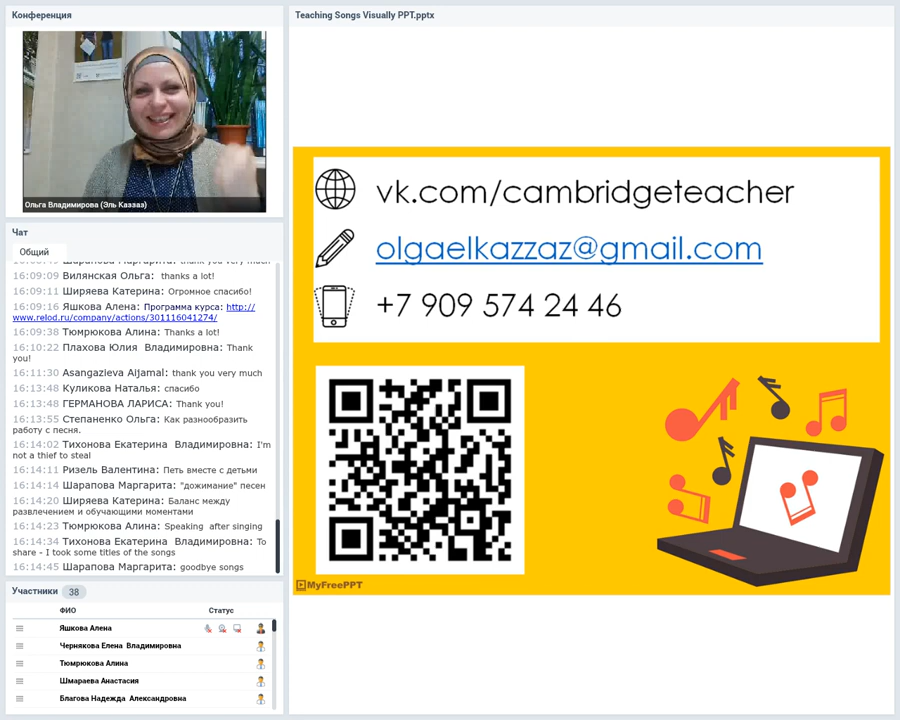 Конференция
Ольга Владимирова (Эль Каззаз)
Чат
Общий
16:09:09 Вилянская Ольга: thanks a lot!
16:09:11 Ширяева Катерина: Огромное спасибо!
16:09:16 Яшкова Алена: Программа курса: http://
www.relod.ru/company/actions/301116041274/
16:09:38 Тюмрюкова Алина: Thanks a lot!
16:10:22 Плахова Юлия Владимировна: Thank
you!
16:11:30 Asangazieva Aijamal: thank you very much
16:13:48 Куликова Наталья: спасибо
16:13:48 ГЕРМАНОВА ЛАРИСА: Thank you!
16:13:55 Степаненко Ольга: Как разнообразить
работу с песня.
16:14:02 Тихонова Екатерина Владимировна: I'm
not a thief to steal
16:14:11 Ризель Валентина: Петь вместе с детьми
16:14:14 Шарапова Маргарита: "дожимание" песен
16:14:20 Ширяева Катерина: Баланс между
развлечением и обучающими моментами
16:14:23 Тюмрюкова Алина: Speaking after singing
16:14:34 Тихонова Екатерина Владимировна: To
share - I took some titles of the songs
16:14:45 Шарапова Маргарита: goodbye songs
Участники 38
ФИО Статус
Яшкова Алена
Чернякова Елена Владимировна
Тюмрюкова Алина
Шмараева Анастасия
Благова Надежда Александровна
Teaching Songs Visually PPT.pptx
vk.com/cambridgeteacher
olgaelkazzaz@gmail.com
+7 909 574 24 46
MyFreePPT